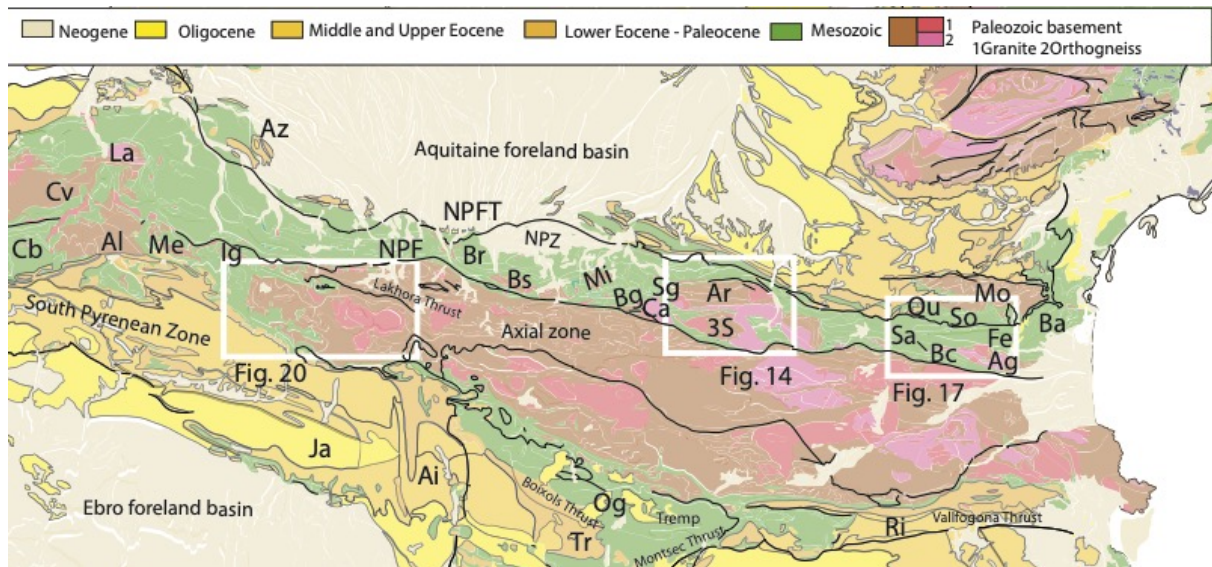 Neogene
Oligocene
Middle and Upper Eocene
Lower Eocene - Paleocene
Mesozoic
1
2
Paleozoic basement
1Granite 2Orthogneiss
Az
Aquitaine foreland basin
La
Cv
NPFT
Cb
Al
Me
Ig
NPF
Br
NPZ
Bs
Mi
Bg
Sg
Ca
Ar
3S
Qu
Mo
So
Ba
Sa
Bc
Fe
Ag
Lakhora Thrust
Axial zone
South Pyrenean Zone
Fig. 20
Fig. 14
Fig. 17
Ja
Ai
Ebro foreland basin
Boixols Thrust
Og
Tremp
Tr
Montsec Thrust
Ri
Vallfogona Thrust